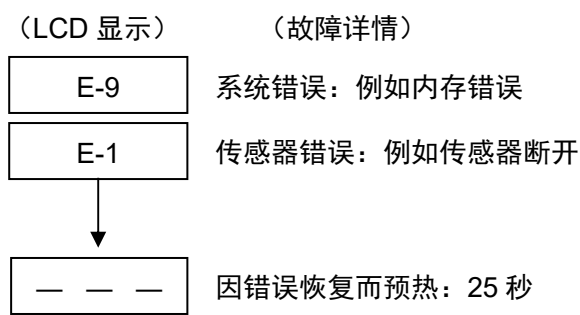 （LCD 显示） （故障详情）
E-9 系统错误：例如内存错误
E-1 传感器错误：例如传感器断开
— — — 因错误恢复而预热：25 秒